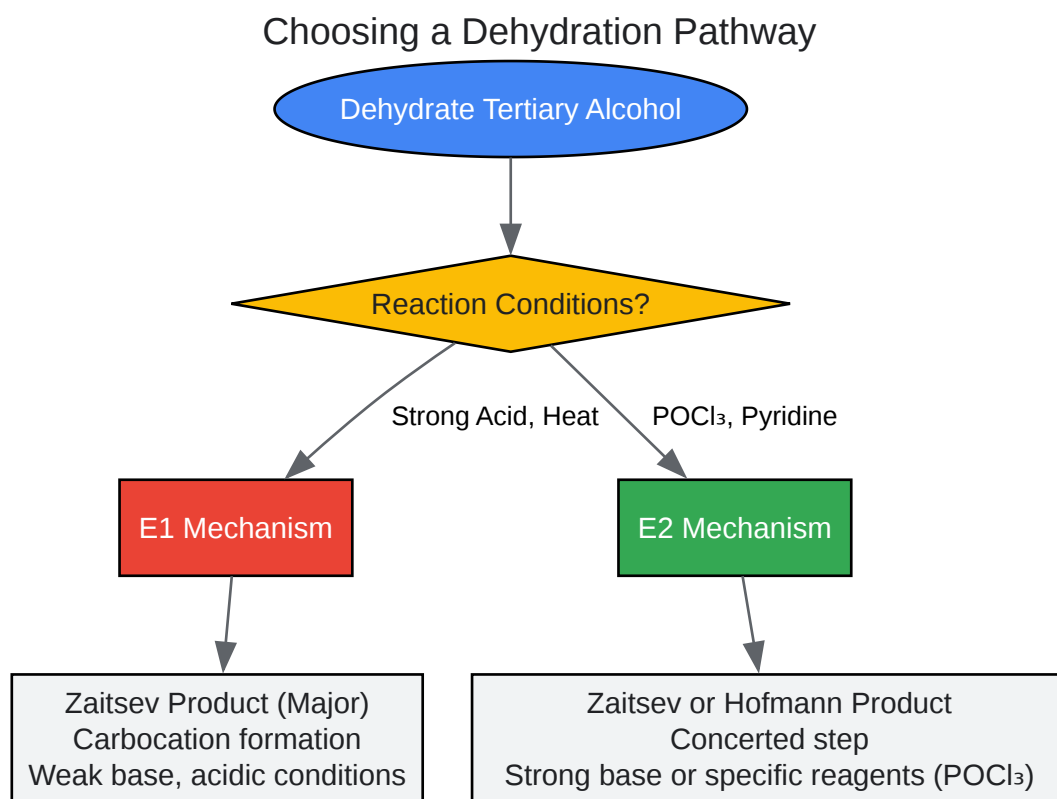 Choosing a Dehydration Pathway
Dehydrate Tertiary Alcohol
Reaction Conditions?
Strong Acid, Heat
POCl₃, Pyridine
E1 Mechanism
E2 Mechanism
Zaitsev Product (Major)
Carbocation formation
Weak base, acidic conditions
Zaitsev or Hofmann Product
Concerted step
Strong base or specific reagents (POCl₃)